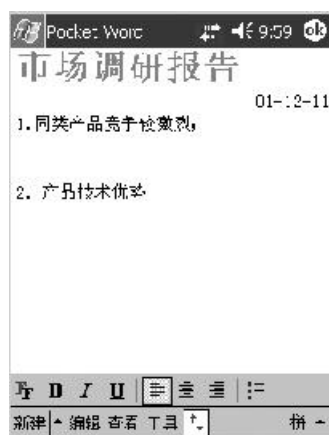 Pocket Word 9:59 ok
市场调研报告
01-12-11
1.同类产品竞争较激烈,
2. 产品技术优势
B I U
新建 编辑 查看 工具 拼